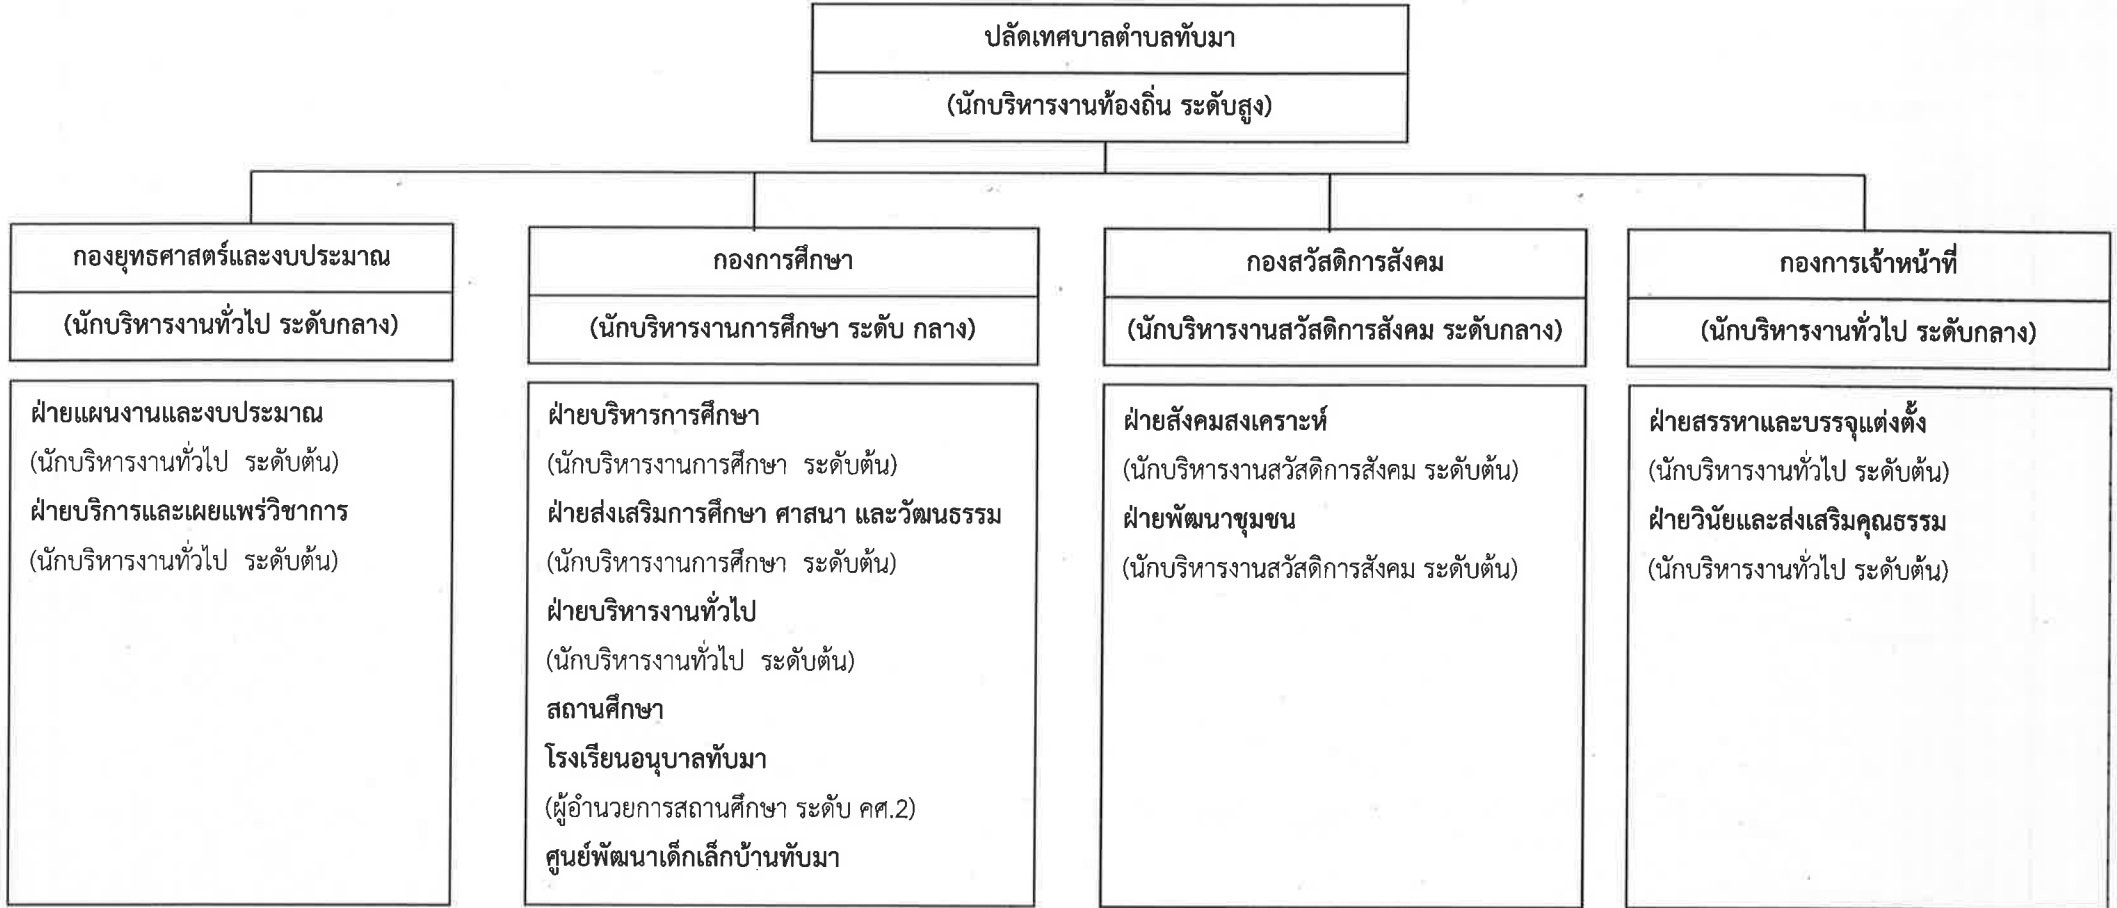 ปลัดเทศบาลตำบลทับมา
(นักบริหารงานท้องถิ่น ระดับสูง)
กองยุทธศาสตร์และงบประมาณ
(นักบริหารงานทั่วไป ระดับกลาง)
ฝ่ายแผนงานและงบประมาณ
(นักบริหารงานทั่วไป ระดับต้น)
ฝ่ายบริการและเผยแพร่วิชาการ
(นักบริหารงานทั่วไป ระดับต้น)
กองการศึกษา
(นักบริหารงานการศึกษา ระดับ กลาง)
ฝ่ายบริหารการศึกษา
(นักบริหารงานการศึกษา ระดับต้น)
ฝ่ายส่งเสริมการศึกษา ศาสนา และวัฒนธรรม
(นักบริหารงานการศึกษา ระดับต้น)
ฝ่ายบริหารงานทั่วไป
(นักบริหารงานทั่วไป ระดับต้น)
สถานศึกษา
โรงเรียนอนุบาลทับมา
(ผู้อำนวยการสถานศึกษา ระดับ คศ.2)
ศูนย์พัฒนาเด็กเล็กบ้านทับมา
กองสวัสดิการสังคม
(นักบริหารงานสวัสดิการสังคม ระดับกลาง)
ฝ่ายสังคมสงเคราะห์
(นักบริหารงานสวัสดิการสังคม ระดับต้น)
ฝ่ายพัฒนาชุมชน
(นักบริหารงานสวัสดิการสังคม ระดับต้น)
กองการเจ้าหน้าที่
(นักบริหารงานทั่วไป ระดับกลาง)
ฝ่ายสรรหาและบรรจุแต่งตั้ง
(นักบริหารงานทั่วไป ระดับต้น)
ฝ่ายวินัยและส่งเสริมคุณธรรม
(นักบริหารงานทั่วไป ระดับต้น)